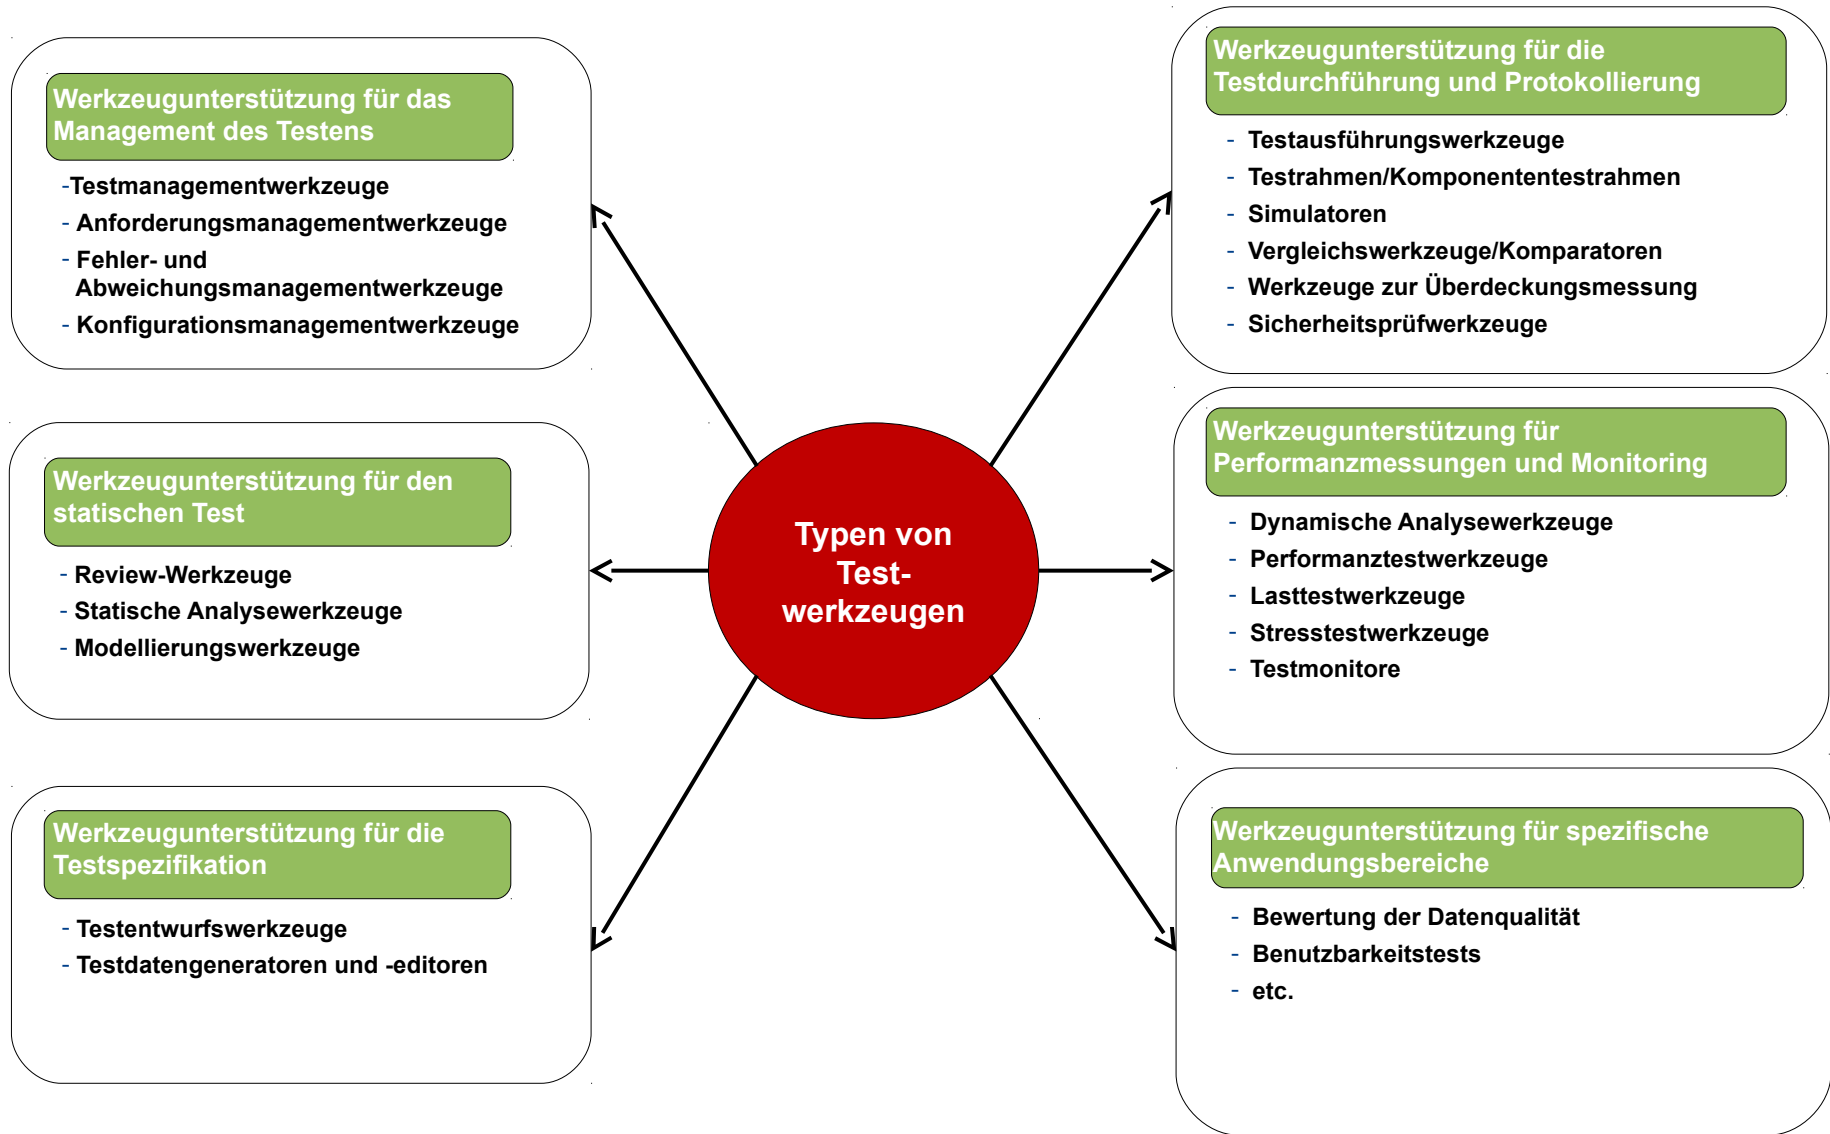 Werkzeugunterstützung für das
Management des Testens
-Testmanagementwerkzeuge
- Anforderungsmanagementwerkzeuge
- Fehler- und
Abweichungsmanagementwerkzeuge
- Konfigurationsmanagementwerkzeuge
Werkzeugunterstützung für den
statischen Test
- Review-Werkzeuge
- Statische Analysewerkzeuge
- Modellierungswerkzeuge
Werkzeugunterstützung für die
Testspezifikation
- Testentwurfswerkzeuge
- Testdatengeneratoren und -editoren
Typen von
Test-
werkzeugen
Werkzeugunterstützung für die
Testdurchführung und Protokollierung
- Testausführungswerkzeuge
- Testrahmen/Komponententestrahmen
- Simulatoren
- Vergleichswerkzeuge/Komparatoren
- Werkzeuge zur Überdeckungsmessung
- Sicherheitsprüfwerkzeuge
Werkzeugunterstützung für
Performanzmessungen und Monitoring
- Dynamische Analysewerkzeuge
- Performanztestwerkzeuge
- Lasttestwerkzeuge
- Stresstestwerkzeuge
- Testmonitore
Werkzeugunterstützung für spezifische
Anwendungsbereiche
- Bewertung der Datenqualität
- Benutzbarkeitstests
- etc.